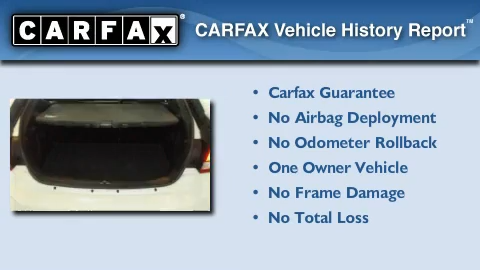 CARFAX® CARFAX Vehicle History Report™
• Carfax Guarantee
• No Airbag Deployment
• No Odometer Rollback
• One Owner Vehicle
• No Frame Damage
• No Total Loss